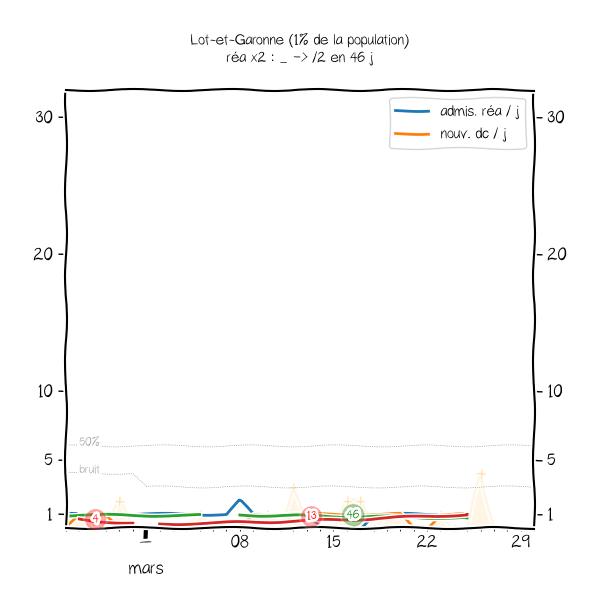 Lot-et-Garonne (1% de la population)
réa x2 : _ -> /2 en 46 j
admis. réa / j
nouv. dc / j
30 30
20 20
10 10
50%
5 5
bruit
1 4 13 46 1
1 08 15 22 29
mars